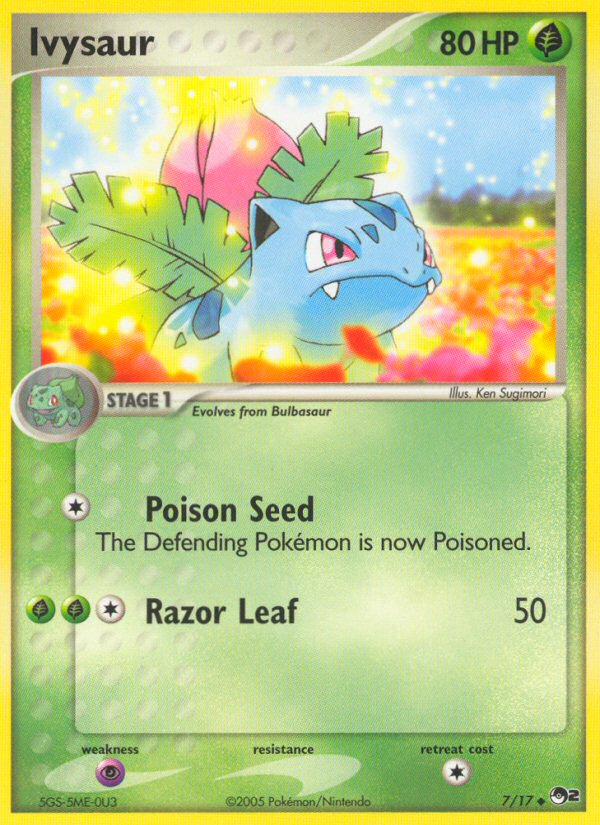 Ivysaur
80 HP
Illus. Ken Sugimori
STAGE 1
Evolves from Bulbasaur
Poison Seed
The Defending Pokémon is now Poisoned.
Razor Leaf 50
weakness resistance retreat cost
5GS-5ME-0U3 ©2005 Pokémon/Nintendo 7/17 2